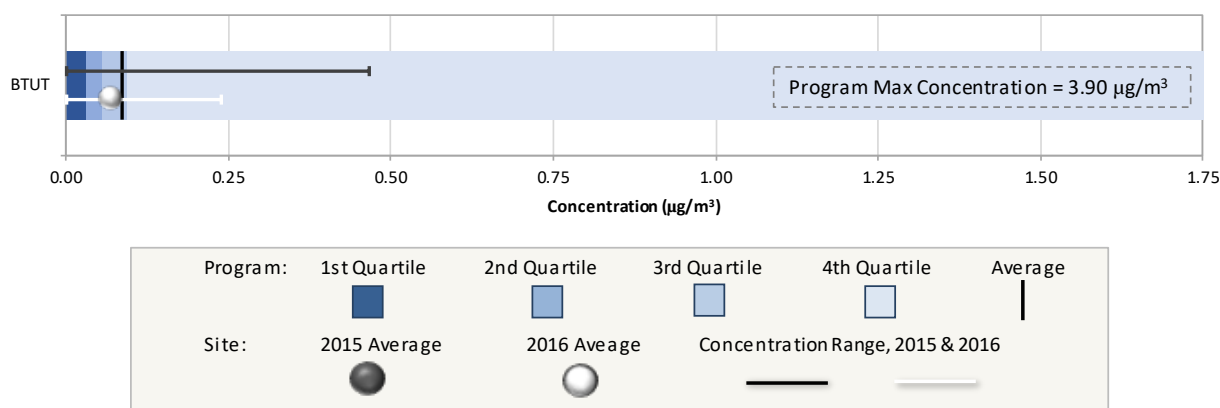 BTUT
Program Max Concentration = 3.90 µg/m³
0.00 0.25 0.50 0.75 1.00 1.25 1.50 1.75
Concentration (µg/m³)
Program: 1st Quartile 2nd Quartile 3rd Quartile 4th Quartile Average
Site: 2015 Average 2016 Aveage Concentration Range, 2015 & 2016